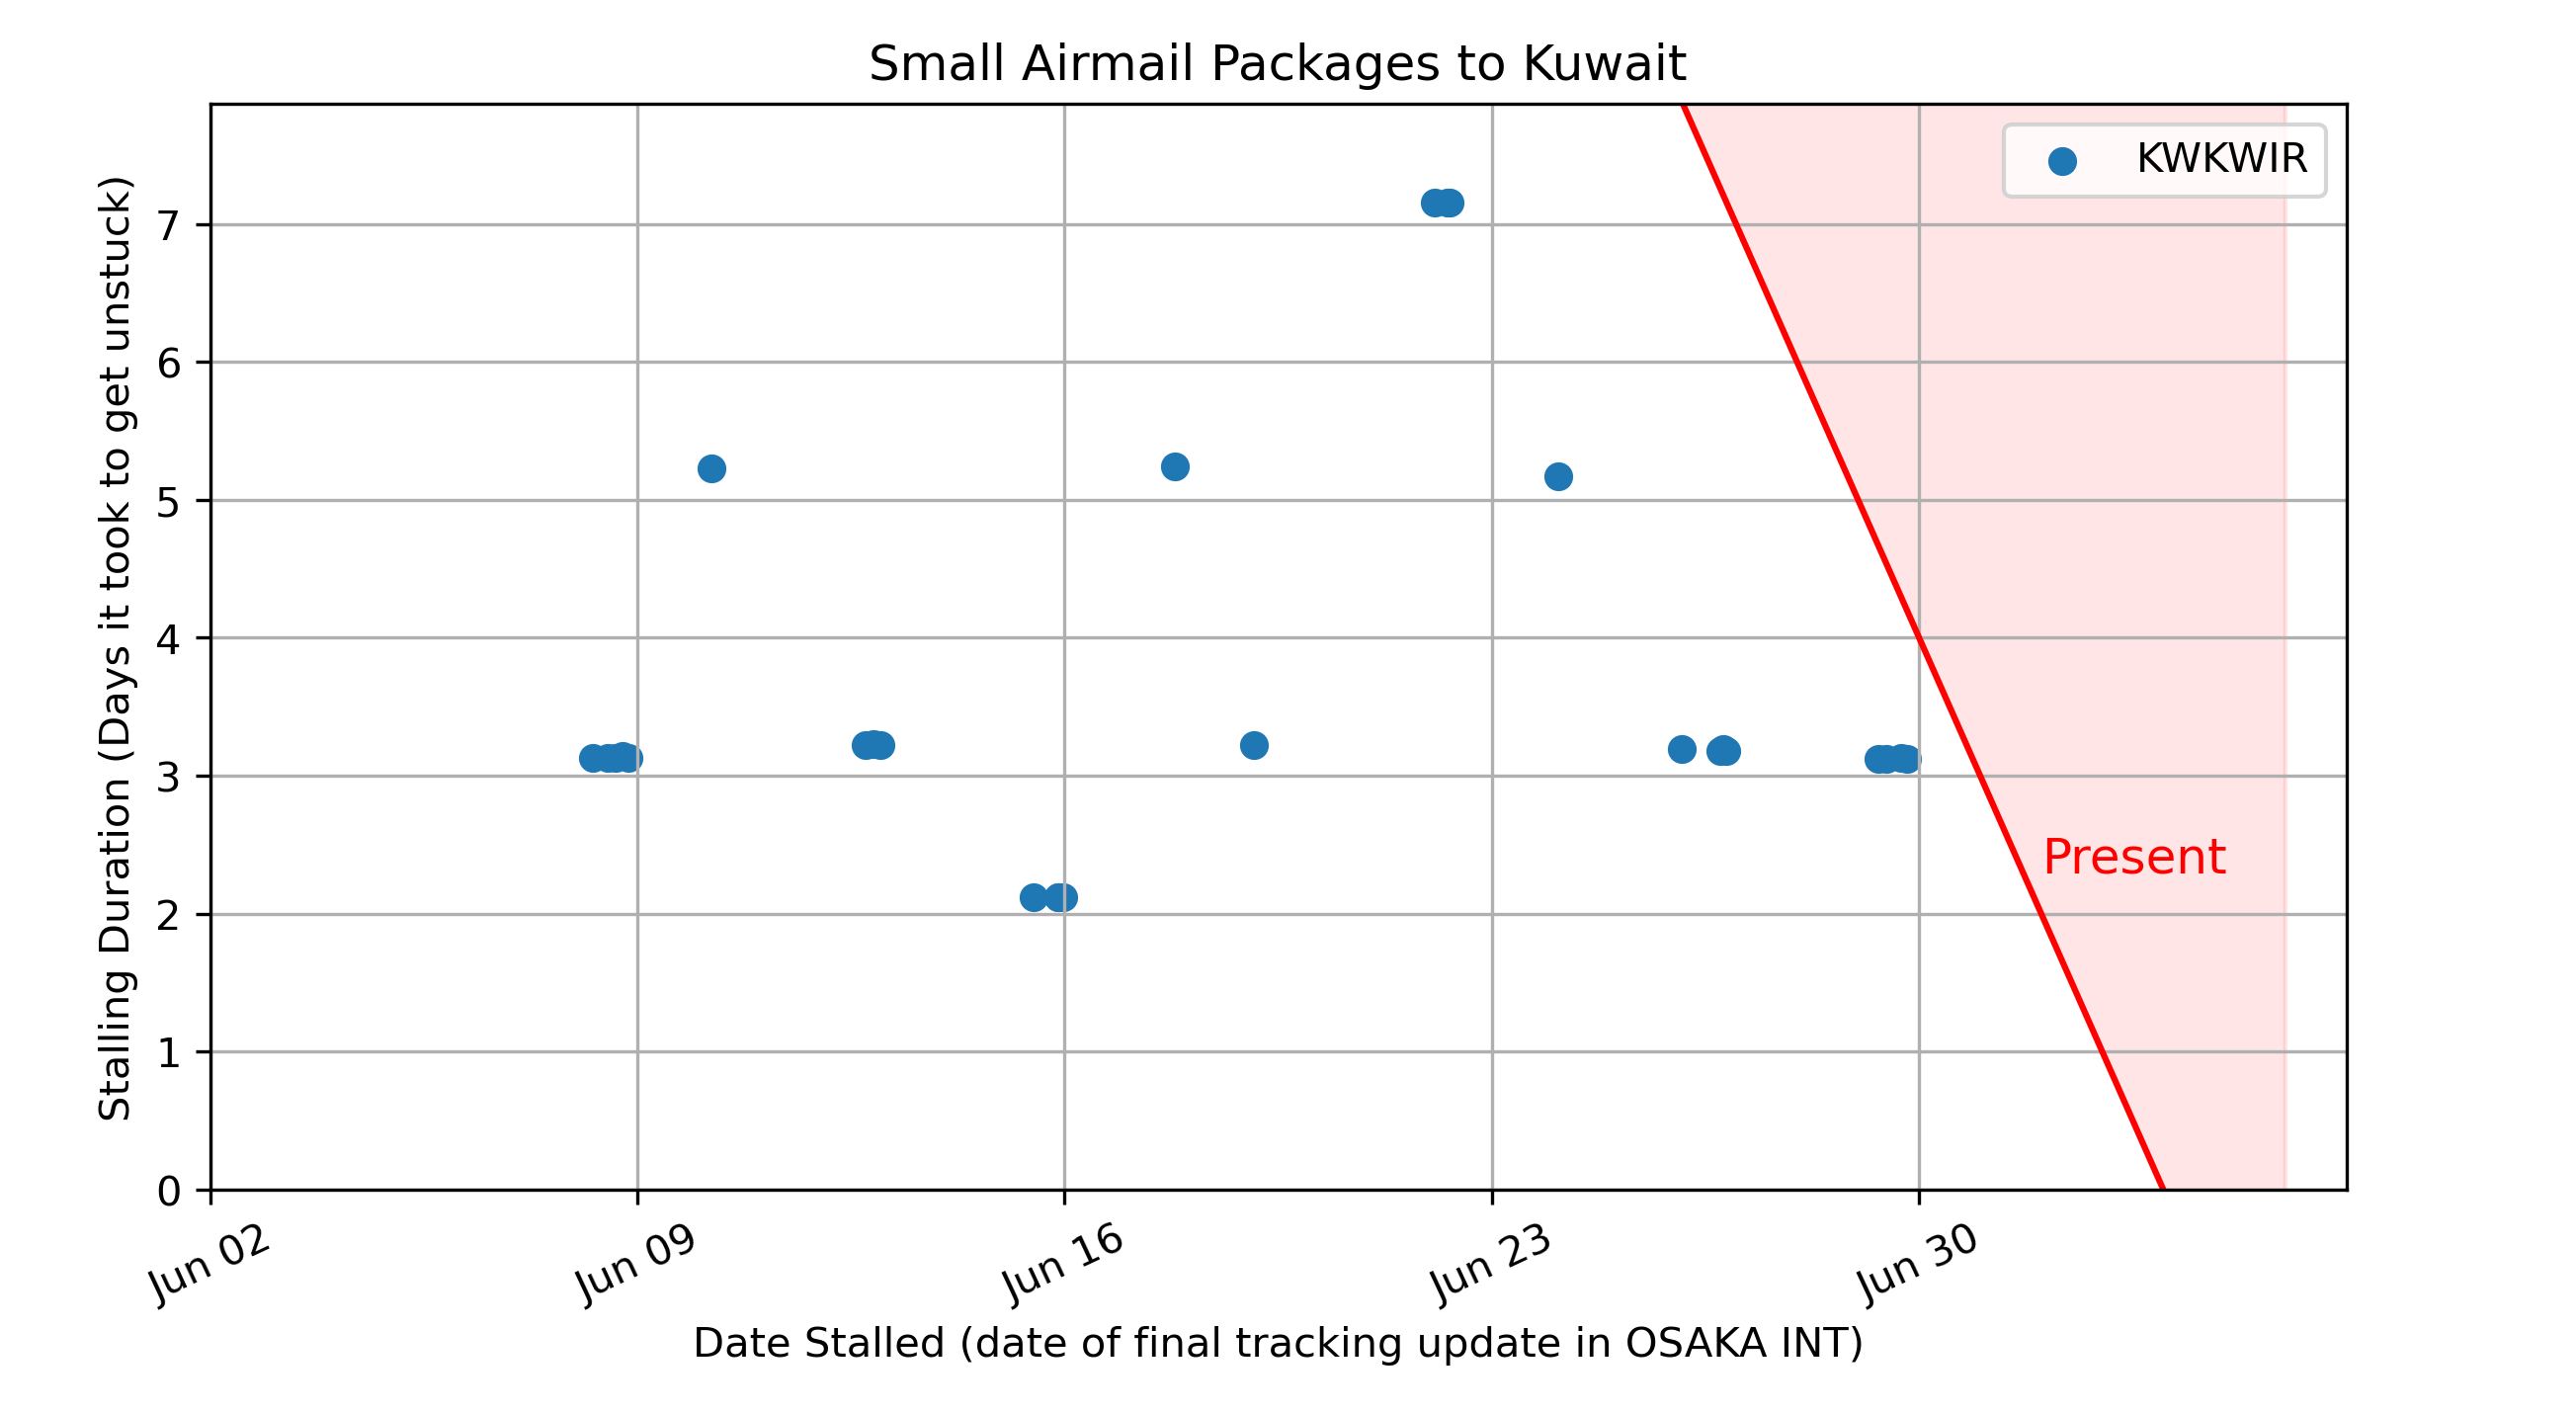 Small Airmail Packages to Kuwait
KWKWIR
Stalling Duration (Days it took to get unstuck)
7
6
5
4
3
2
1
0
Present
Jun 02
Jun 09
Jun 16
Jun 23
Jun 30
Date Stalled (date of final tracking update in OSAKA INT)